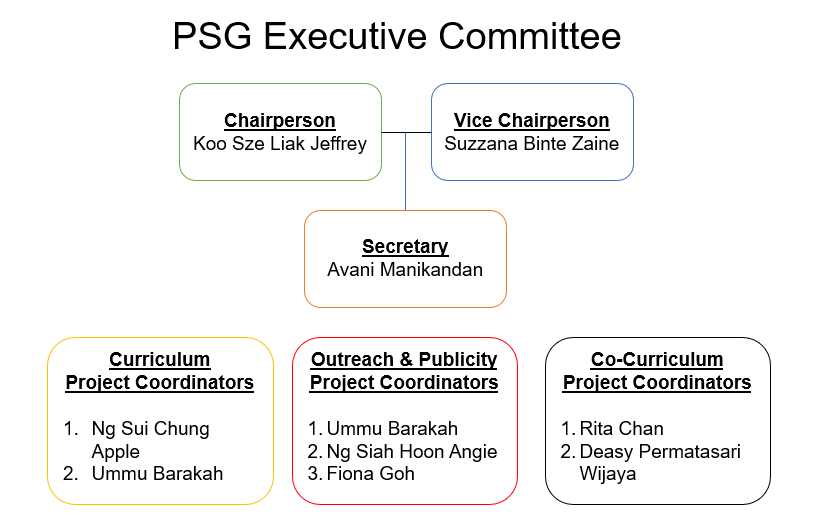 PSG Executive Committee
Chairperson
Koo Sze Liak Jeffrey
Vice Chairperson
Suzzana Binte Zaine
Secretary
Avani Manikandan
Curriculum
Project Coordinators
1. Ng Sui Chung
Apple
2. Ummu Barakah
Outreach & Publicity
Project Coordinators
1. Ummu Barakah
2. Ng Siah Hoon Angie
3. Fiona Goh
Co-Curriculum
Project Coordinators
1. Rita Chan
2. Deasy Permatasari
Wijaya